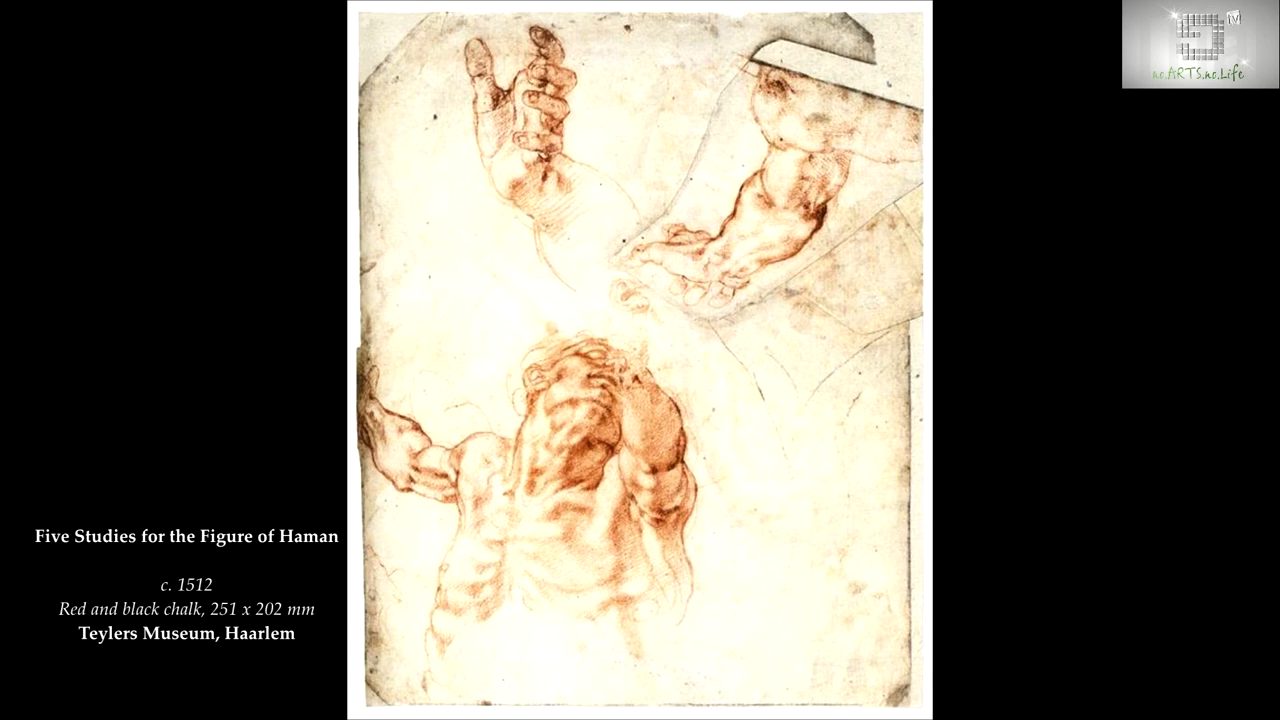 Five Studies for the Figure of Haman
c. 1512
Red and black chalk, 251 x 202 mm
Teylers Museum, Haarlem
TV
no.ARTS.no.Life